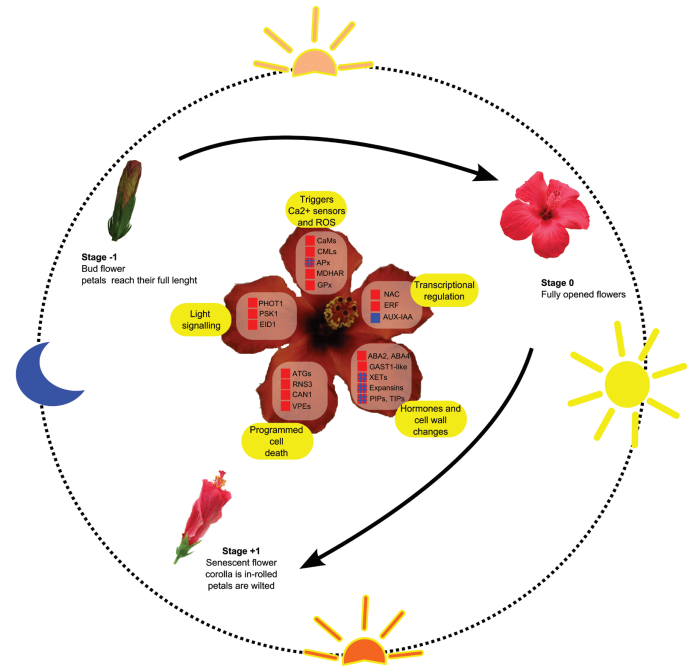 Stage -1
Bud flower
petals reach their full lenght
Stage 0
Fully opened flowers
Triggers
Ca2+ sensors
and ROS
CaMs
CMLs
APx
MDHAR
GPx
Transcriptional
regulation
NAC
ERF
AUX-IAA
Light
signalling
PHOT1
PSK1
EID1
ABA2, ABA4
GAST1-like
XETs
Expansins
PIPs, TIPs
Hormones and
cell wall
changes
ATGs
RNS3
CAN1
VPEs
Programmed
cell
death
Stage +1
Senescent flower
corolla is in-rolled
petals are wilted